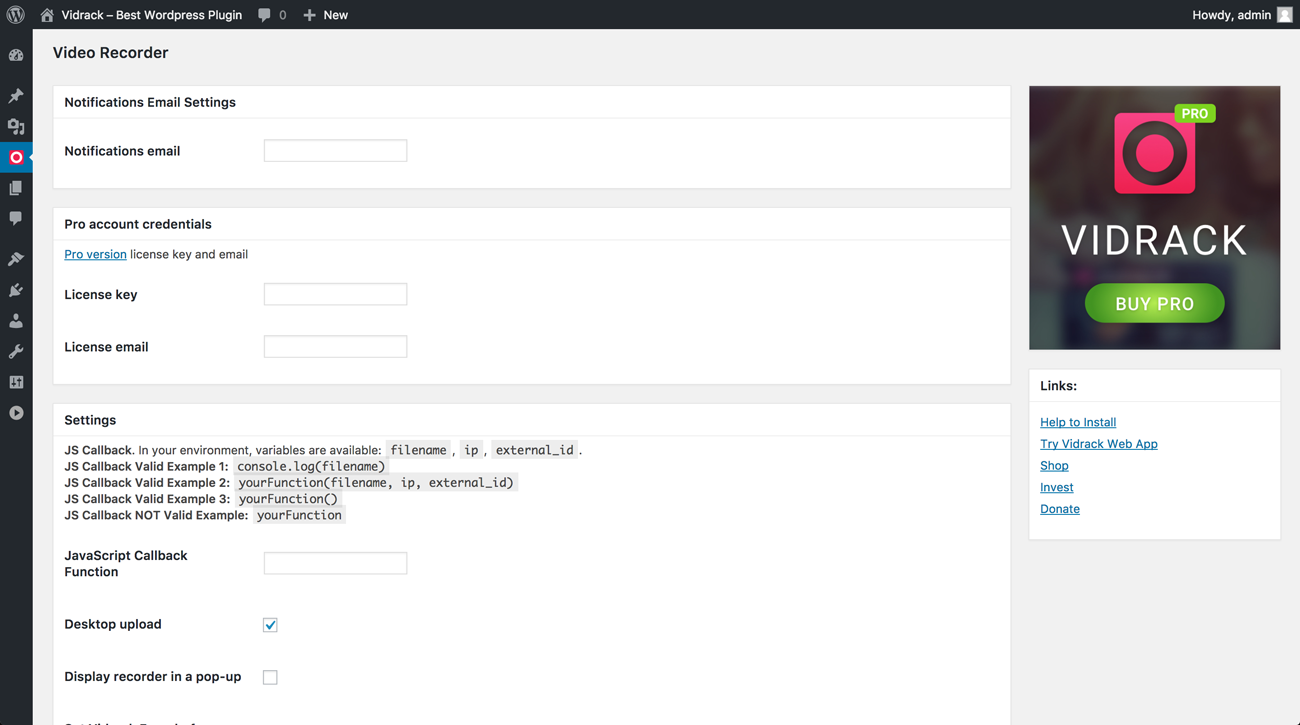 Vidrack – Best Wordpress Plugin 0 New Howdy, admin
Video Recorder
Notifications Email Settings
Notifications email
Pro account credentials
Pro version license key and email
License key
License email
Settings
JS Callback. In your environment, variables are available: filename , ip , external_id .
JS Callback Valid Example 1: console.log(filename)
JS Callback Valid Example 2: yourFunction(filename, ip, external_id)
JS Callback Valid Example 3: yourFunction()
JS Callback NOT Valid Example: yourFunction
JavaScript Callback
Function
Desktop upload
Display recorder in a pop-up
PRO
VIDRACK
BUY PRO
Links:
Help to Install
Try Vidrack Web App
Shop
Invest
Donate